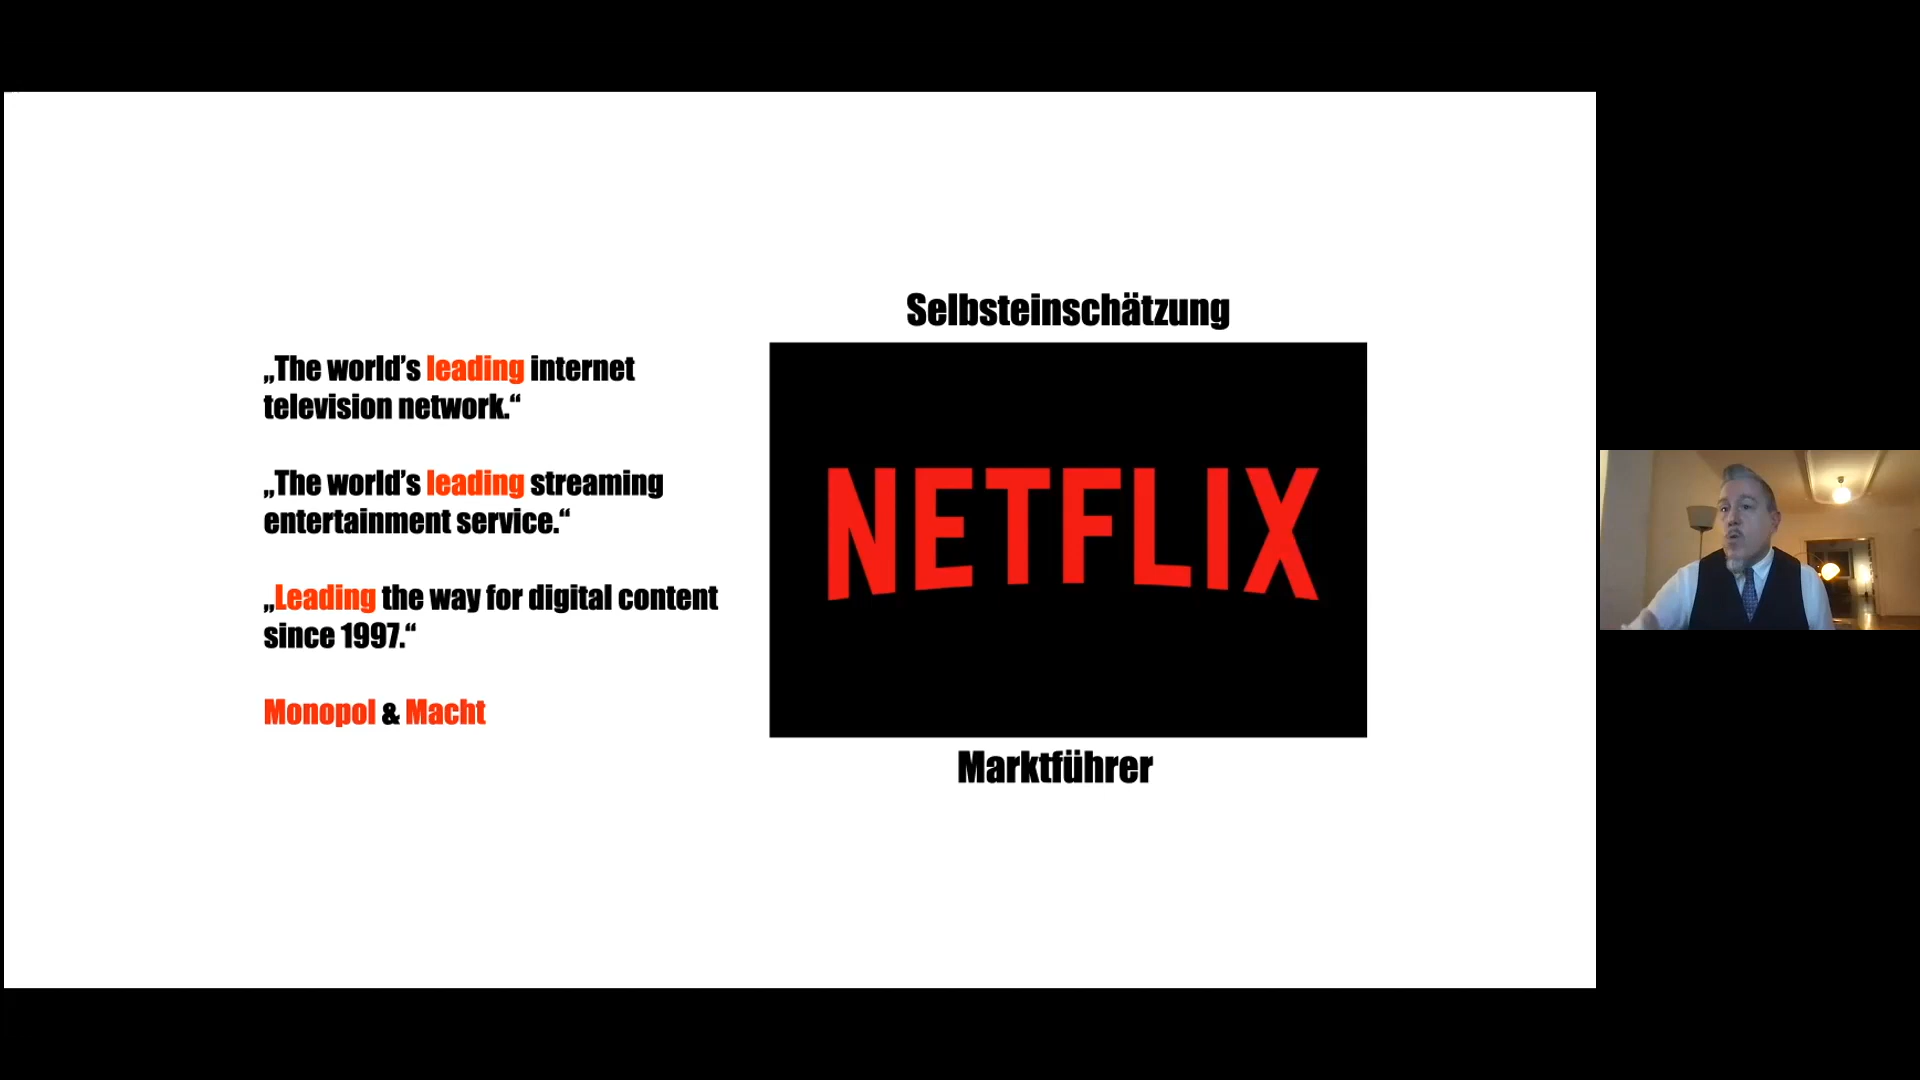 Selbsteinschätzung
„The world’s leading internet
television network.“
„The world’s leading streaming
entertainment service.“
„Leading the way for digital content
since 1997.“
Monopol & Macht
NETFLIX
Marktführer